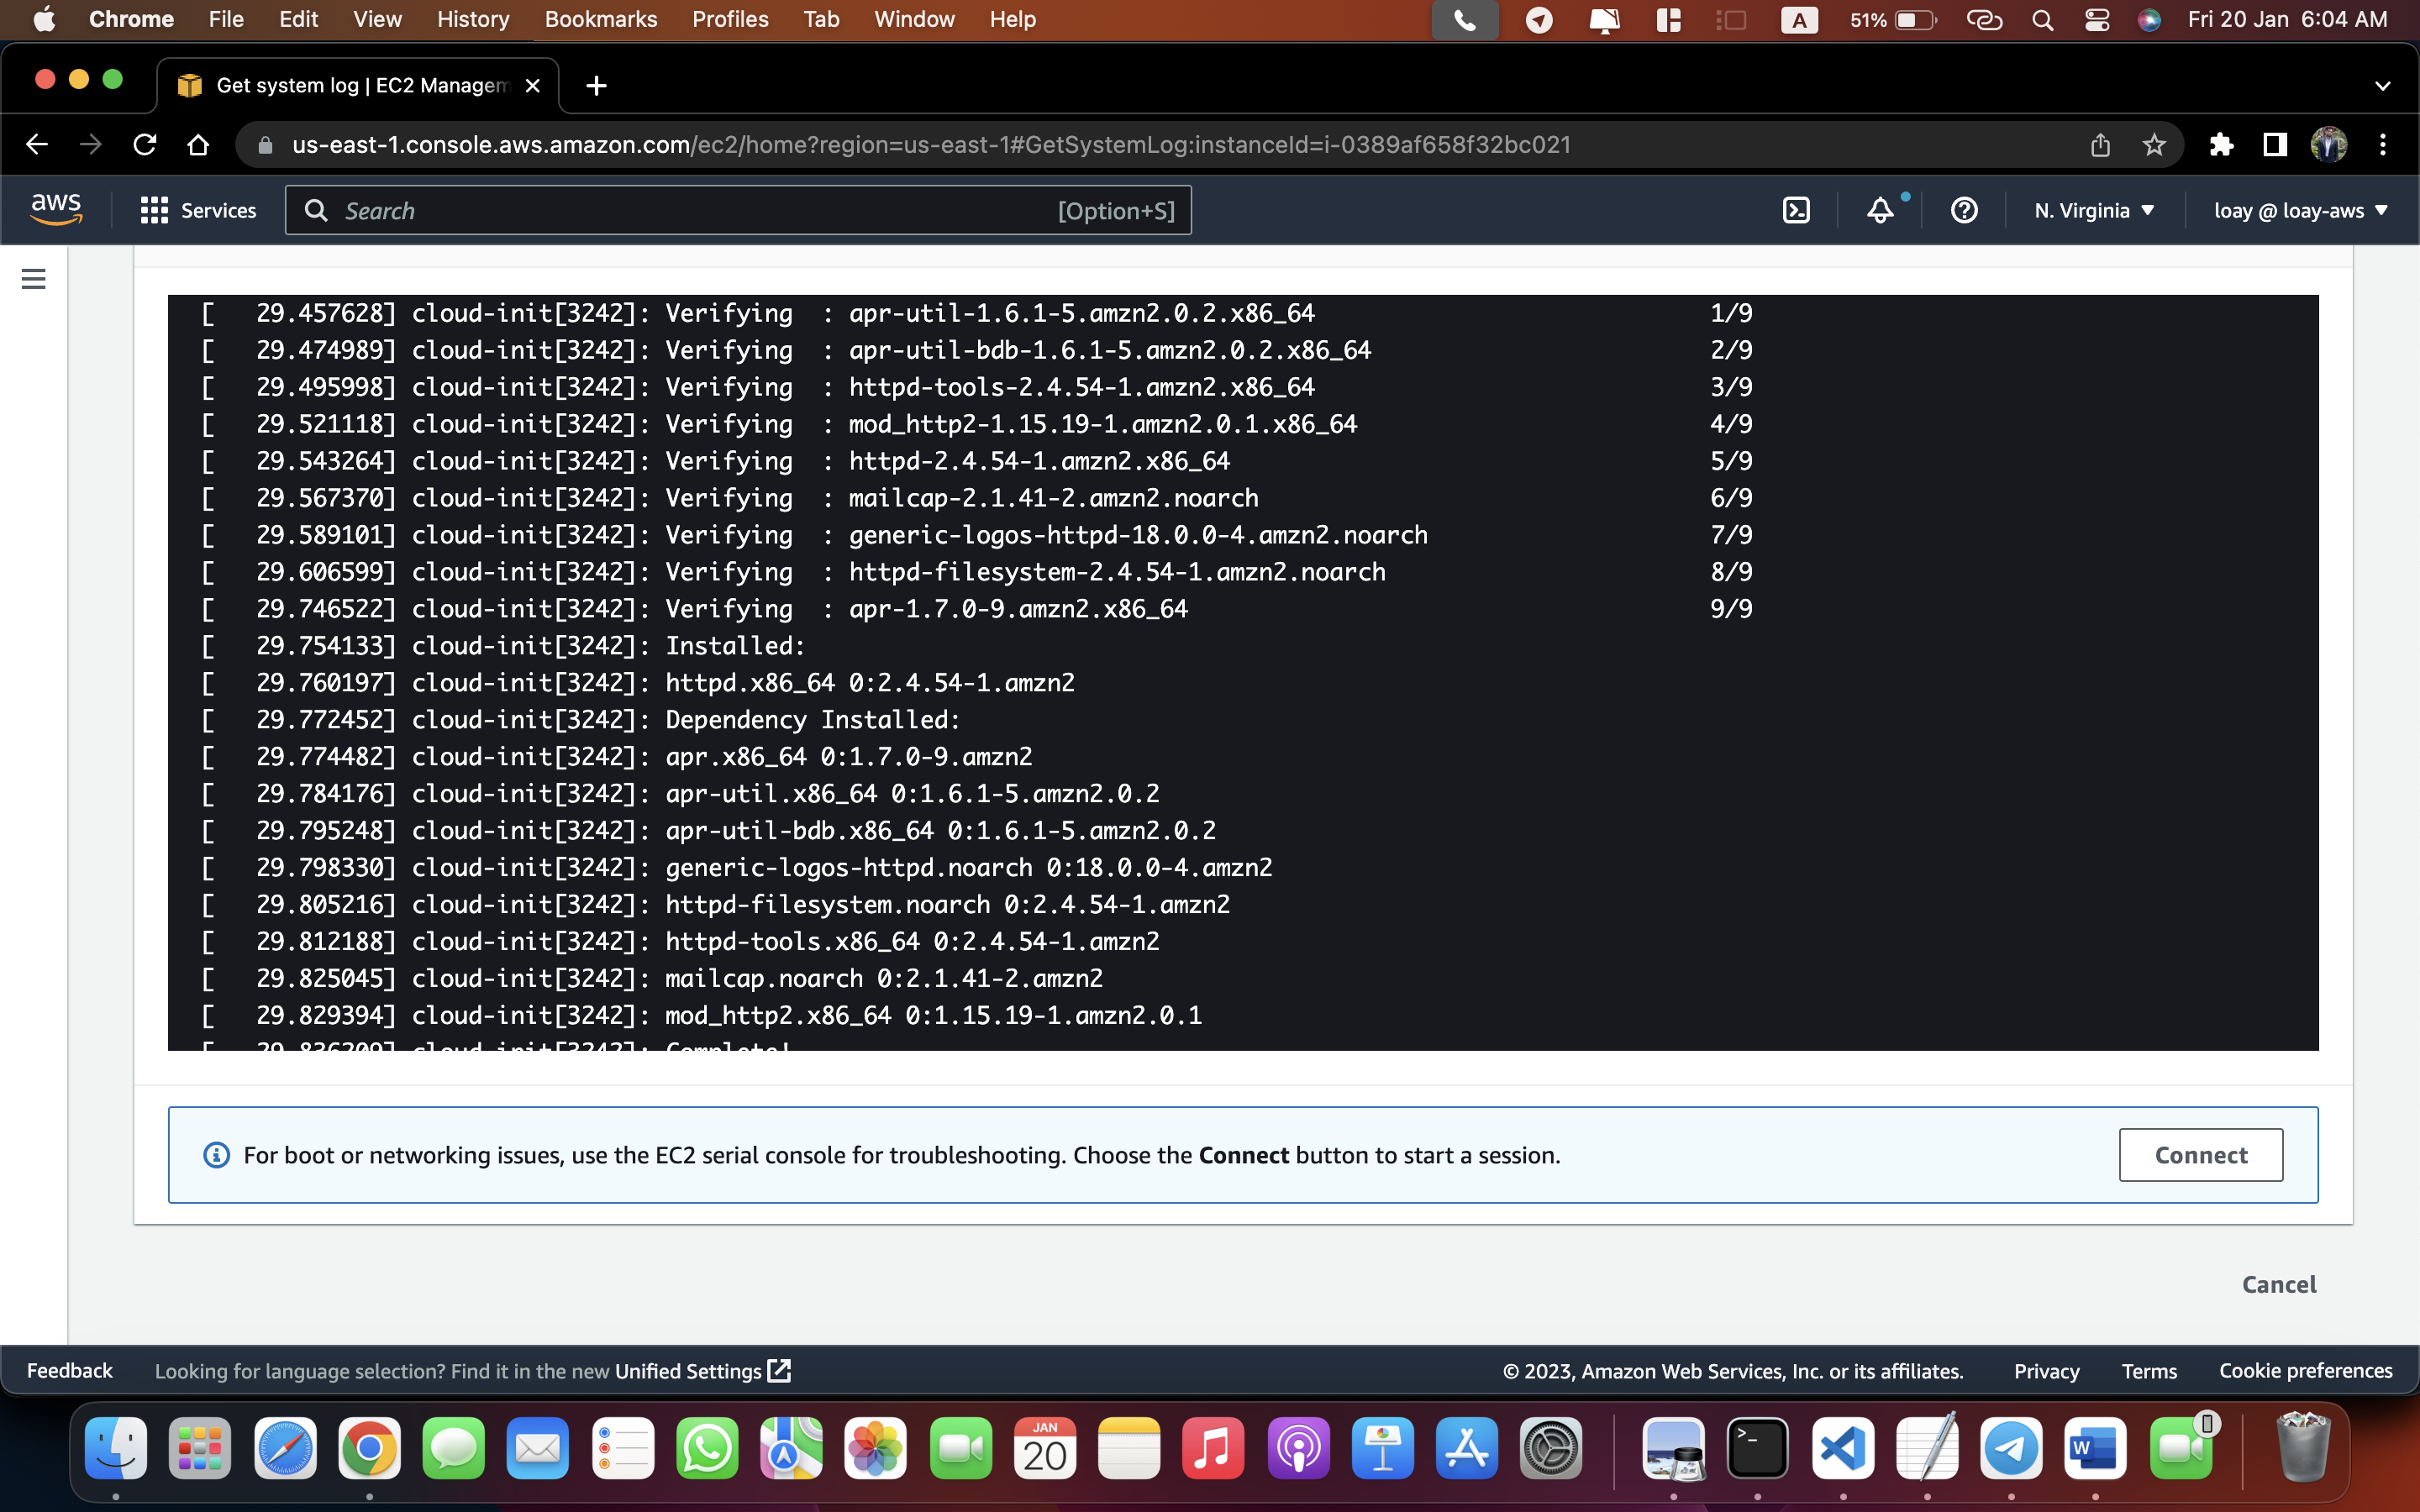 Chrome File Edit View History Bookmarks Profiles Tab Window Help A 51% Fri 20 Jan 6:04 AM
Get system log | EC2 Managem
us-east-1.console.aws.amazon.com/ec2/home?region=us-east-1#GetSystemLog:instanceId=i-0389af658f32bc021
aws Services Search [Option+S] N. Virginia loay @ loay-aws
[   29.457628] cloud-init[3242]: Verifying  : apr-util-1.6.1-5.amzn2.0.2.x86_64 1/9
[   29.474989] cloud-init[3242]: Verifying  : apr-util-bdb-1.6.1-5.amzn2.0.2.x86_64 2/9
[   29.495998] cloud-init[3242]: Verifying  : httpd-tools-2.4.54-1.amzn2.x86_64 3/9
[   29.521118] cloud-init[3242]: Verifying  : mod_http2-1.15.19-1.amzn2.0.1.x86_64 4/9
[   29.543264] cloud-init[3242]: Verifying  : httpd-2.4.54-1.amzn2.x86_64 5/9
[   29.567370] cloud-init[3242]: Verifying  : mailcap-2.1.41-2.amzn2.noarch 6/9
[   29.589101] cloud-init[3242]: Verifying  : generic-logos-httpd-18.0.0-4.amzn2.noarch 7/9
[   29.606599] cloud-init[3242]: Verifying  : httpd-filesystem-2.4.54-1.amzn2.noarch 8/9
[   29.746522] cloud-init[3242]: Verifying  : apr-1.7.0-9.amzn2.x86_64 9/9
[   29.754133] cloud-init[3242]: Installed:
[   29.760197] cloud-init[3242]: httpd.x86_64 0:2.4.54-1.amzn2
[   29.772452] cloud-init[3242]: Dependency Installed:
[   29.774482] cloud-init[3242]: apr.x86_64 0:1.7.0-9.amzn2
[   29.784176] cloud-init[3242]: apr-util.x86_64 0:1.6.1-5.amzn2.0.2
[   29.795248] cloud-init[3242]: apr-util-bdb.x86_64 0:1.6.1-5.amzn2.0.2
[   29.798330] cloud-init[3242]: generic-logos-httpd.noarch 0:18.0.0-4.amzn2
[   29.805216] cloud-init[3242]: httpd-filesystem.noarch 0:2.4.54-1.amzn2
[   29.812188] cloud-init[3242]: httpd-tools.x86_64 0:2.4.54-1.amzn2
[   29.825045] cloud-init[3242]: mailcap.noarch 0:2.1.41-2.amzn2
[   29.829394] cloud-init[3242]: mod_http2.x86_64 0:1.15.19-1.amzn2.0.1
cloud-init[3242]: Complete!
For boot or networking issues, use the EC2 serial console for troubleshooting. Choose the Connect button to start a session. Connect
Cancel
Feedback Looking for language selection? Find it in the new Unified Settings © 2023, Amazon Web Services, Inc. or its affiliates. Privacy Terms Cookie preferences
JAN
20
>_
W